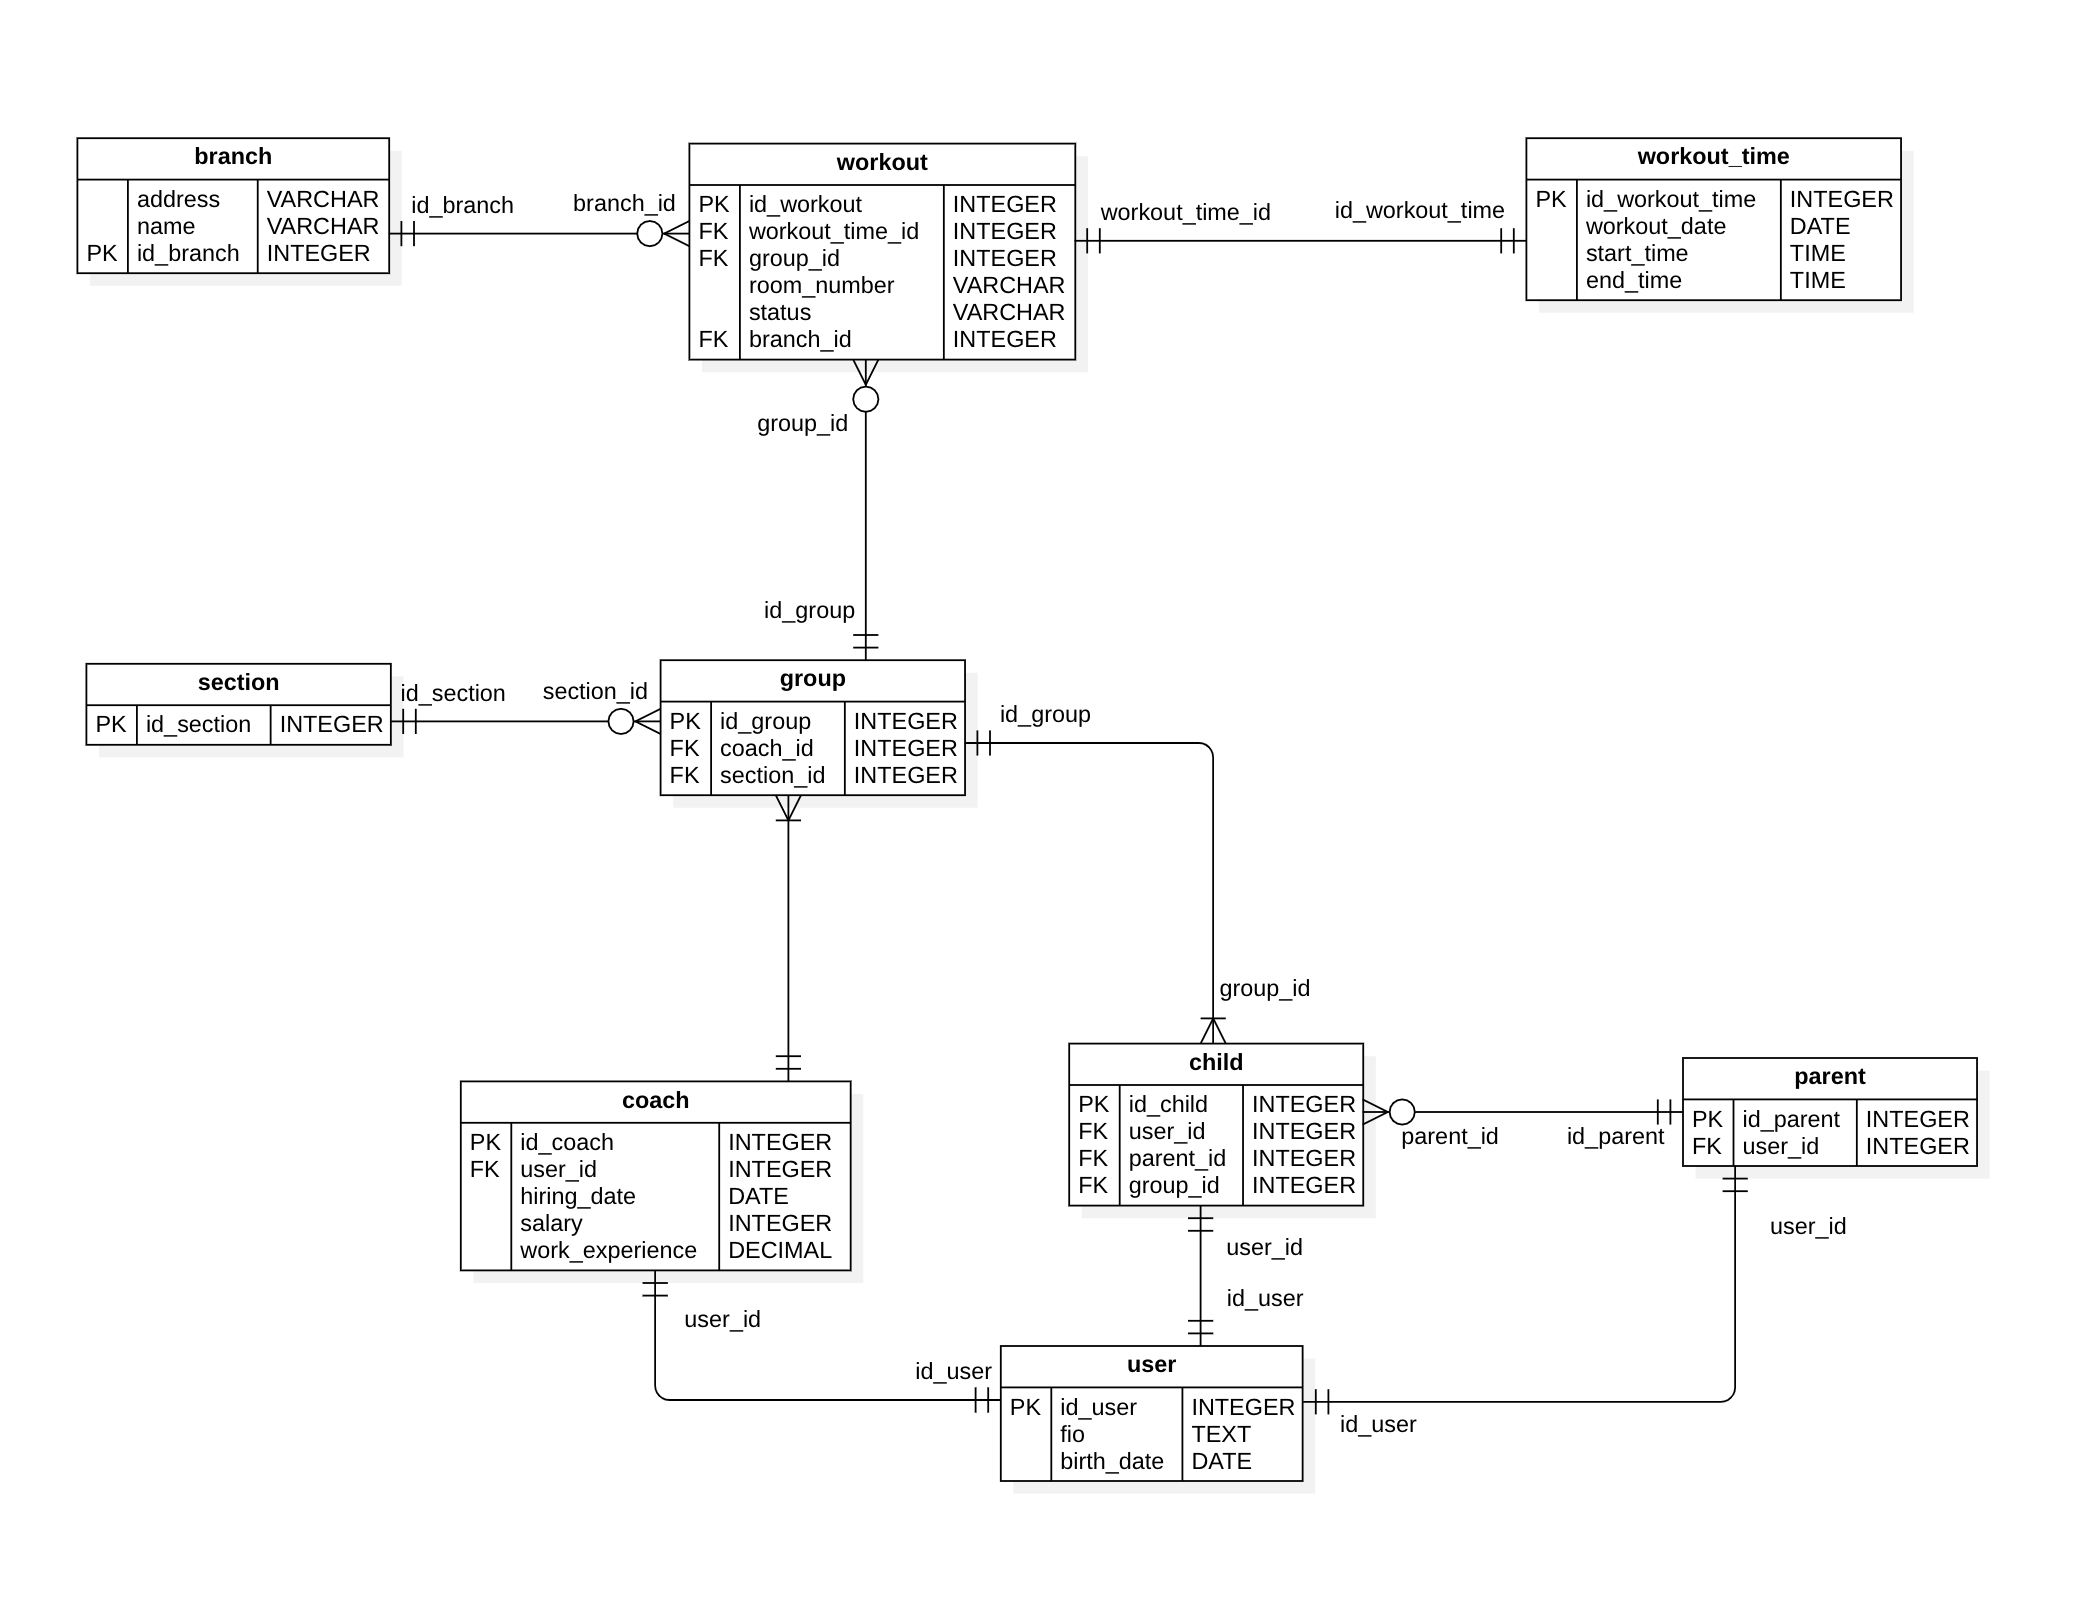 branch
address VARCHAR
name VARCHAR
PK id_branch INTEGER
id_branch
branch_id
workout
PK id_workout INTEGER
FK workout_time_id INTEGER
FK group_id INTEGER
room_number VARCHAR
status VARCHAR
FK branch_id INTEGER
workout_time_id
id_workout_time
workout_time
PK id_workout_time INTEGER
workout_date DATE
start_time TIME
end_time TIME
group_id
id_group
section
PK id_section INTEGER
id_section
section_id
group
PK id_group INTEGER
FK coach_id INTEGER
FK section_id INTEGER
id_group
group_id
coach
PK id_coach INTEGER
FK user_id INTEGER
hiring_date DATE
salary INTEGER
work_experience DECIMAL
child
PK id_child INTEGER
FK user_id INTEGER
FK parent_id INTEGER
FK group_id INTEGER
parent_id
id_parent
parent
PK id_parent INTEGER
FK user_id INTEGER
user_id
user_id
id_user
user_id
id_user
user
PK id_user INTEGER
fio TEXT
birth_date DATE
id_user